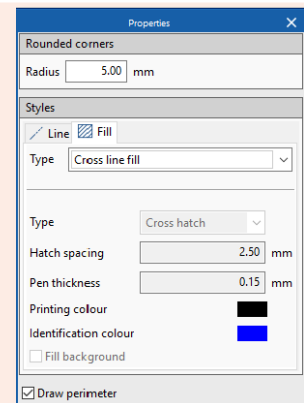 Properties
Rounded corners
Radius 5.00 mm
Styles
Line Fill
Type Cross line fill
Type Cross hatch
Hatch spacing 2.50 mm
Pen thickness 0.15 mm
Printing colour
Identification colour
Fill background
Draw perimeter